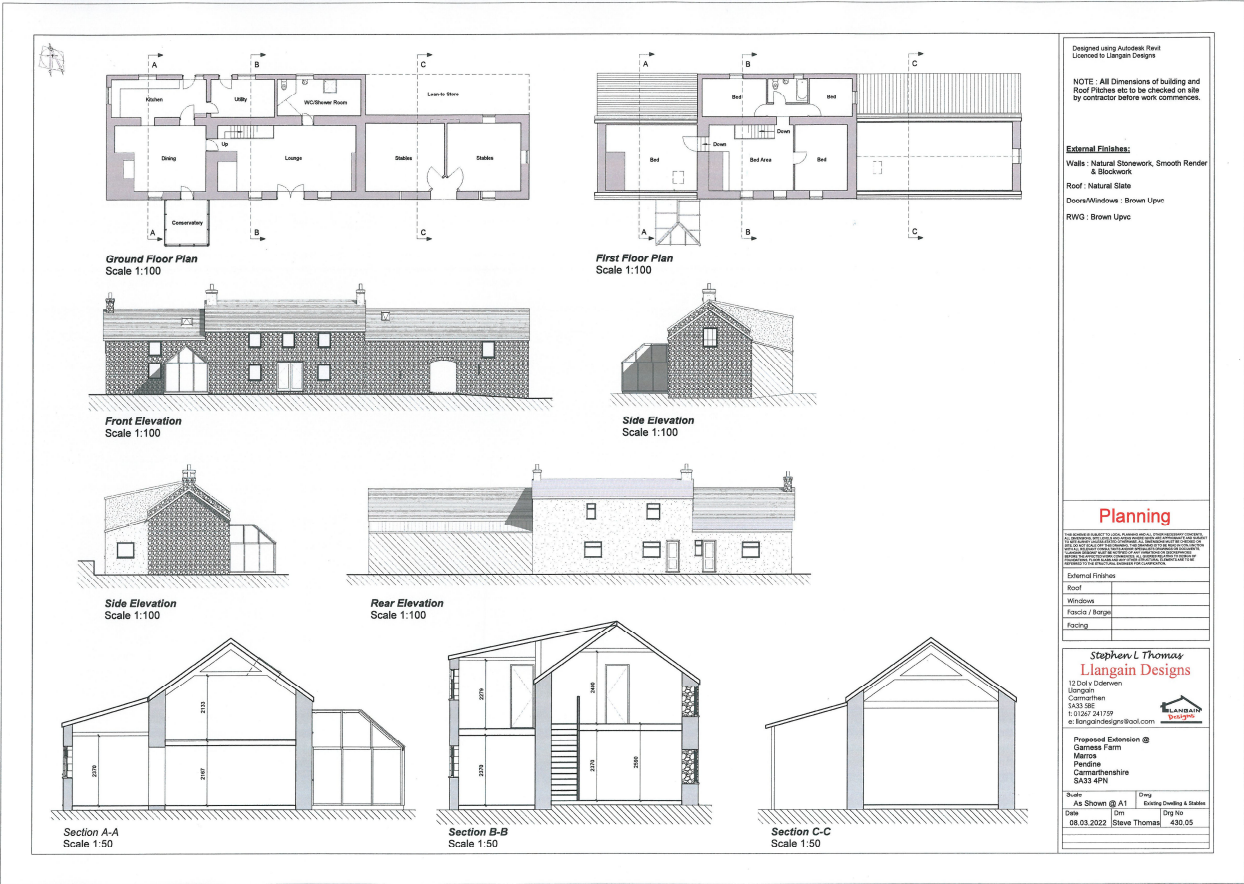 A
B
C
Kitchen
Utility
WC/Shower Room
Lean-to Store
Dining
Up
Lounge
Stables
Stables
Conservatory
A
B
C
Ground Floor Plan
Scale 1:100
A
B
C
Bed
Bed
Down
Bed
Down
Bed Area
Bed
A
B
C
First Floor Plan
Scale 1:100
Front Elevation
Scale 1:100
Side Elevation
Scale 1:100
Side Elevation
Scale 1:100
Rear Elevation
Scale 1:100
2133
2370
2167
Section A-A
Scale 1:50
2279
2410
2370
2370
Section B-B
Scale 1:50
Section C-C
Scale 1:50
Designed using Autodesk Revit
Licenced to Llangain Designs
NOTE : All Dimensions of building and
Roof Pitches etc to be checked on site
by contractor before work commences.
External Finishes:
Walls : Natural Stonework, Smooth Render
& Blockwork
Roof : Natural Slate
Doors/Windows : Brown Upvc
RWG : Brown Upvc
Planning
External Finishes
Roof
Windows
Fascia / Barge
Facing
Stephen L Thomas
Llangain Designs
12 Dol y Dderwen
Llangain
Carmarthen
SA33 5BE
t: 01267 241759
e: llangaindesigns@aol.com
LLANGAIN
Designs
Proposed Extension @
Garness Farm
Marros
Pendine
Carmarthenshire
SA33 4PN
Scale
Dwg
As Shown @ A1
Existing Dwelling & Stables
Date
Drn
Drg No
08.03.2022
Steve Thomas
430.05